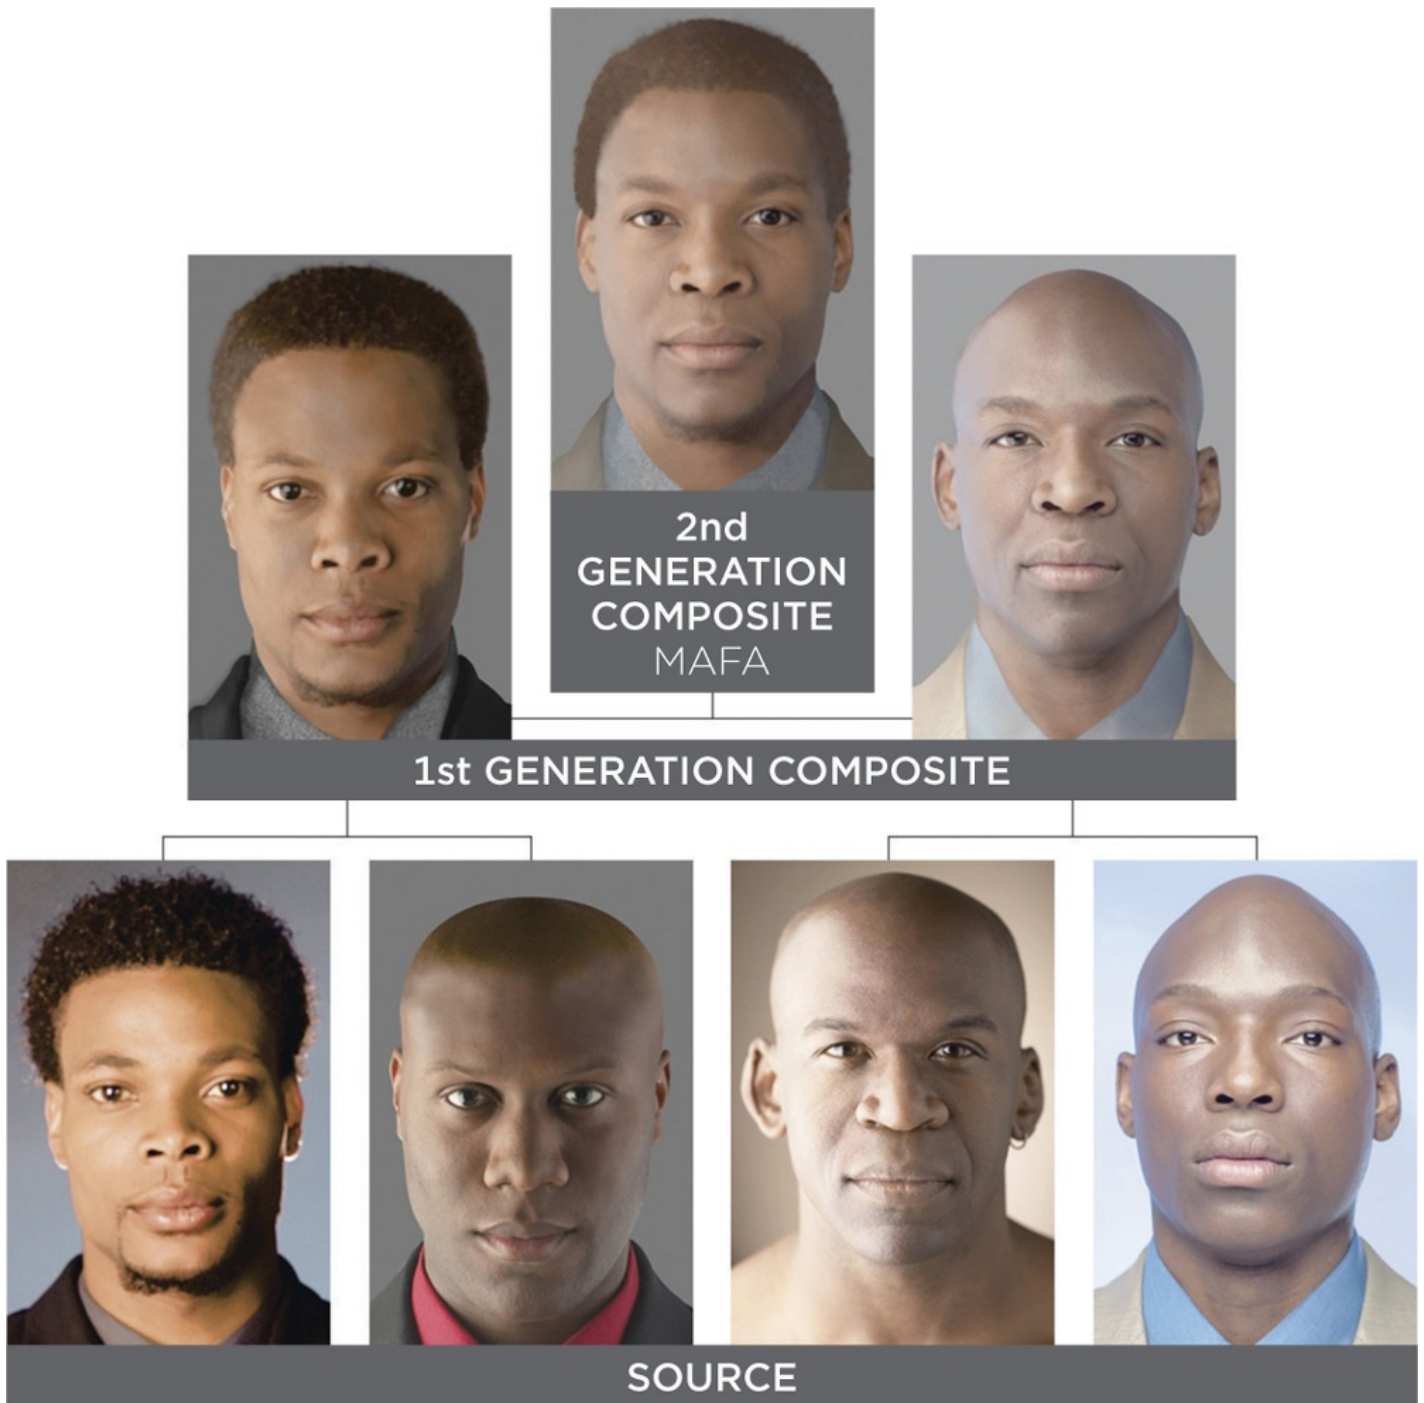 2nd
GENERATION
COMPOSITE
MAFA
1st GENERATION COMPOSITE
SOURCE